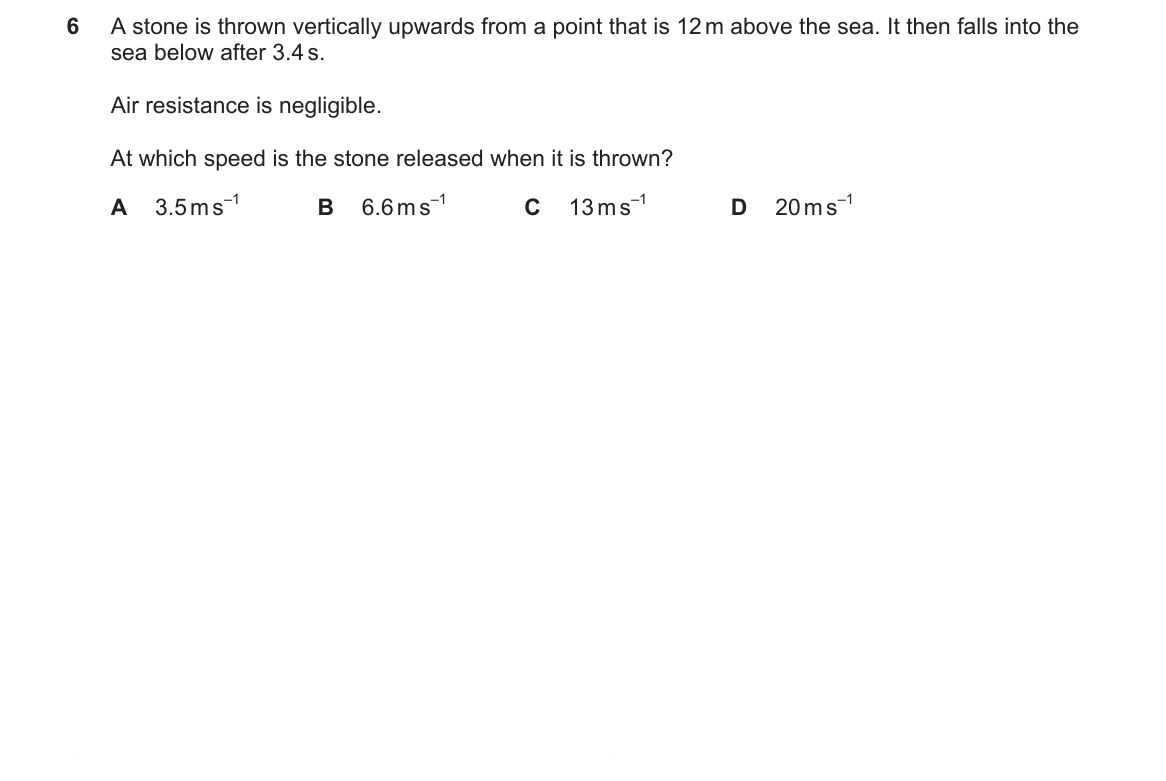 6 A stone is thrown vertically upwards from a point that is 12 m above the sea. It then falls into the
sea below after 3.4 s.
Air resistance is negligible.
At which speed is the stone released when it is thrown?
A 3.5 m s⁻¹ B 6.6 m s⁻¹ C 13 m s⁻¹ D 20 m s⁻¹